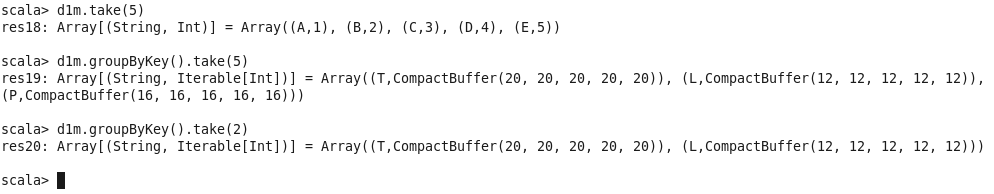 scala> d1m.take(5)
res18: Array[(String, Int)] = Array((A,1), (B,2), (C,3), (D,4), (E,5))
scala> d1m.groupByKey().take(5)
res19: Array[(String, Iterable[Int])] = Array((T,CompactBuffer(20, 20, 20, 20, 20)), (L,CompactBuffer(12, 12, 12, 12, 12)),
(P,CompactBuffer(16, 16, 16, 16, 16)))
scala> d1m.groupByKey().take(2)
res20: Array[(String, Iterable[Int])] = Array((T,CompactBuffer(20, 20, 20, 20, 20)), (L,CompactBuffer(12, 12, 12, 12, 12)))
scala>